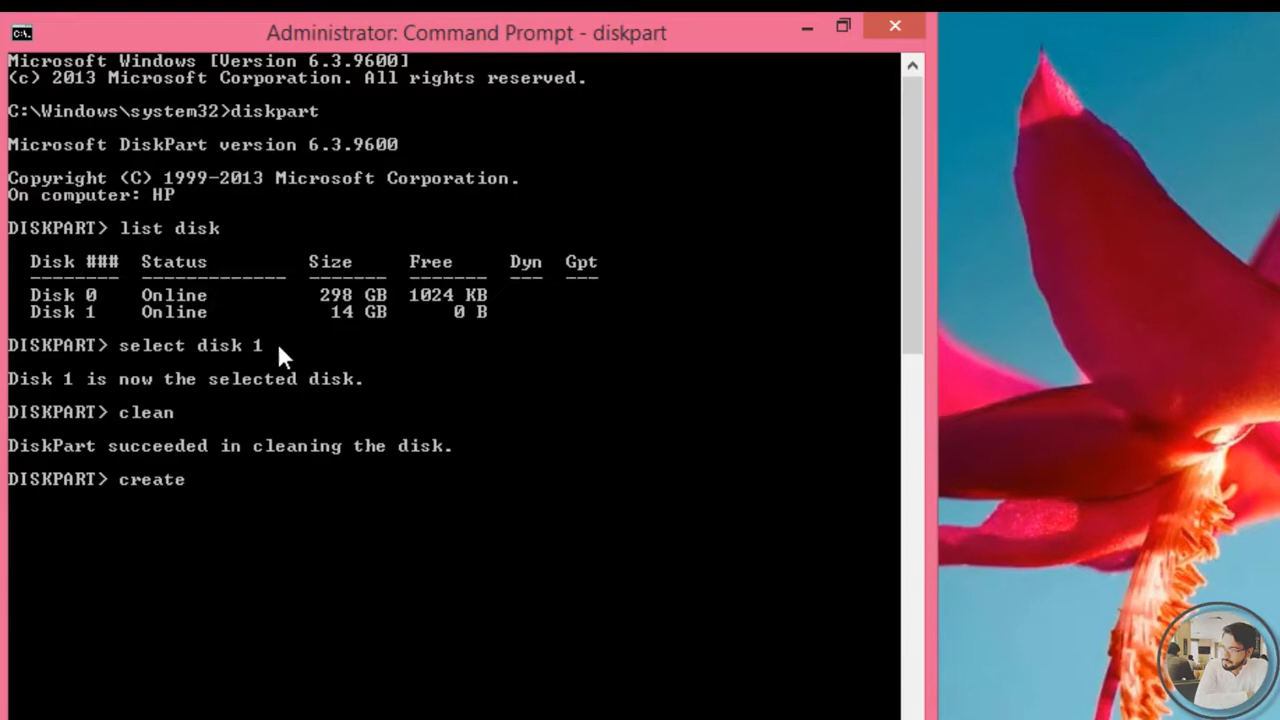 Administrator: Command Prompt - diskpart
Microsoft Windows [Version 6.3.9600]
(c) 2013 Microsoft Corporation. All rights reserved.
C:\Windows\system32>diskpart
Microsoft DiskPart version 6.3.9600
Copyright (C) 1999-2013 Microsoft Corporation.
On computer: HP
DISKPART> list disk
Disk ### Status Size Free Dyn Gpt
-------- ------------- ------- ------- --- ---
Disk 0 Online 298 GB 1024 KB
Disk 1 Online 14 GB 0 B
DISKPART> select disk 1
Disk 1 is now the selected disk.
DISKPART> clean
DiskPart succeeded in cleaning the disk.
DISKPART> create